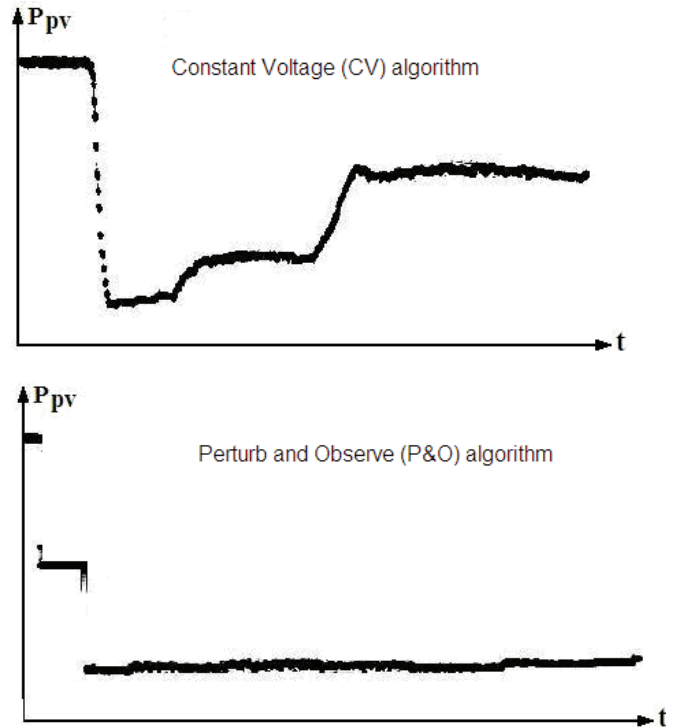 Ppv
Constant Voltage (CV) algorithm
t
Ppv
Perturb and Observe (P&O) algorithm
t